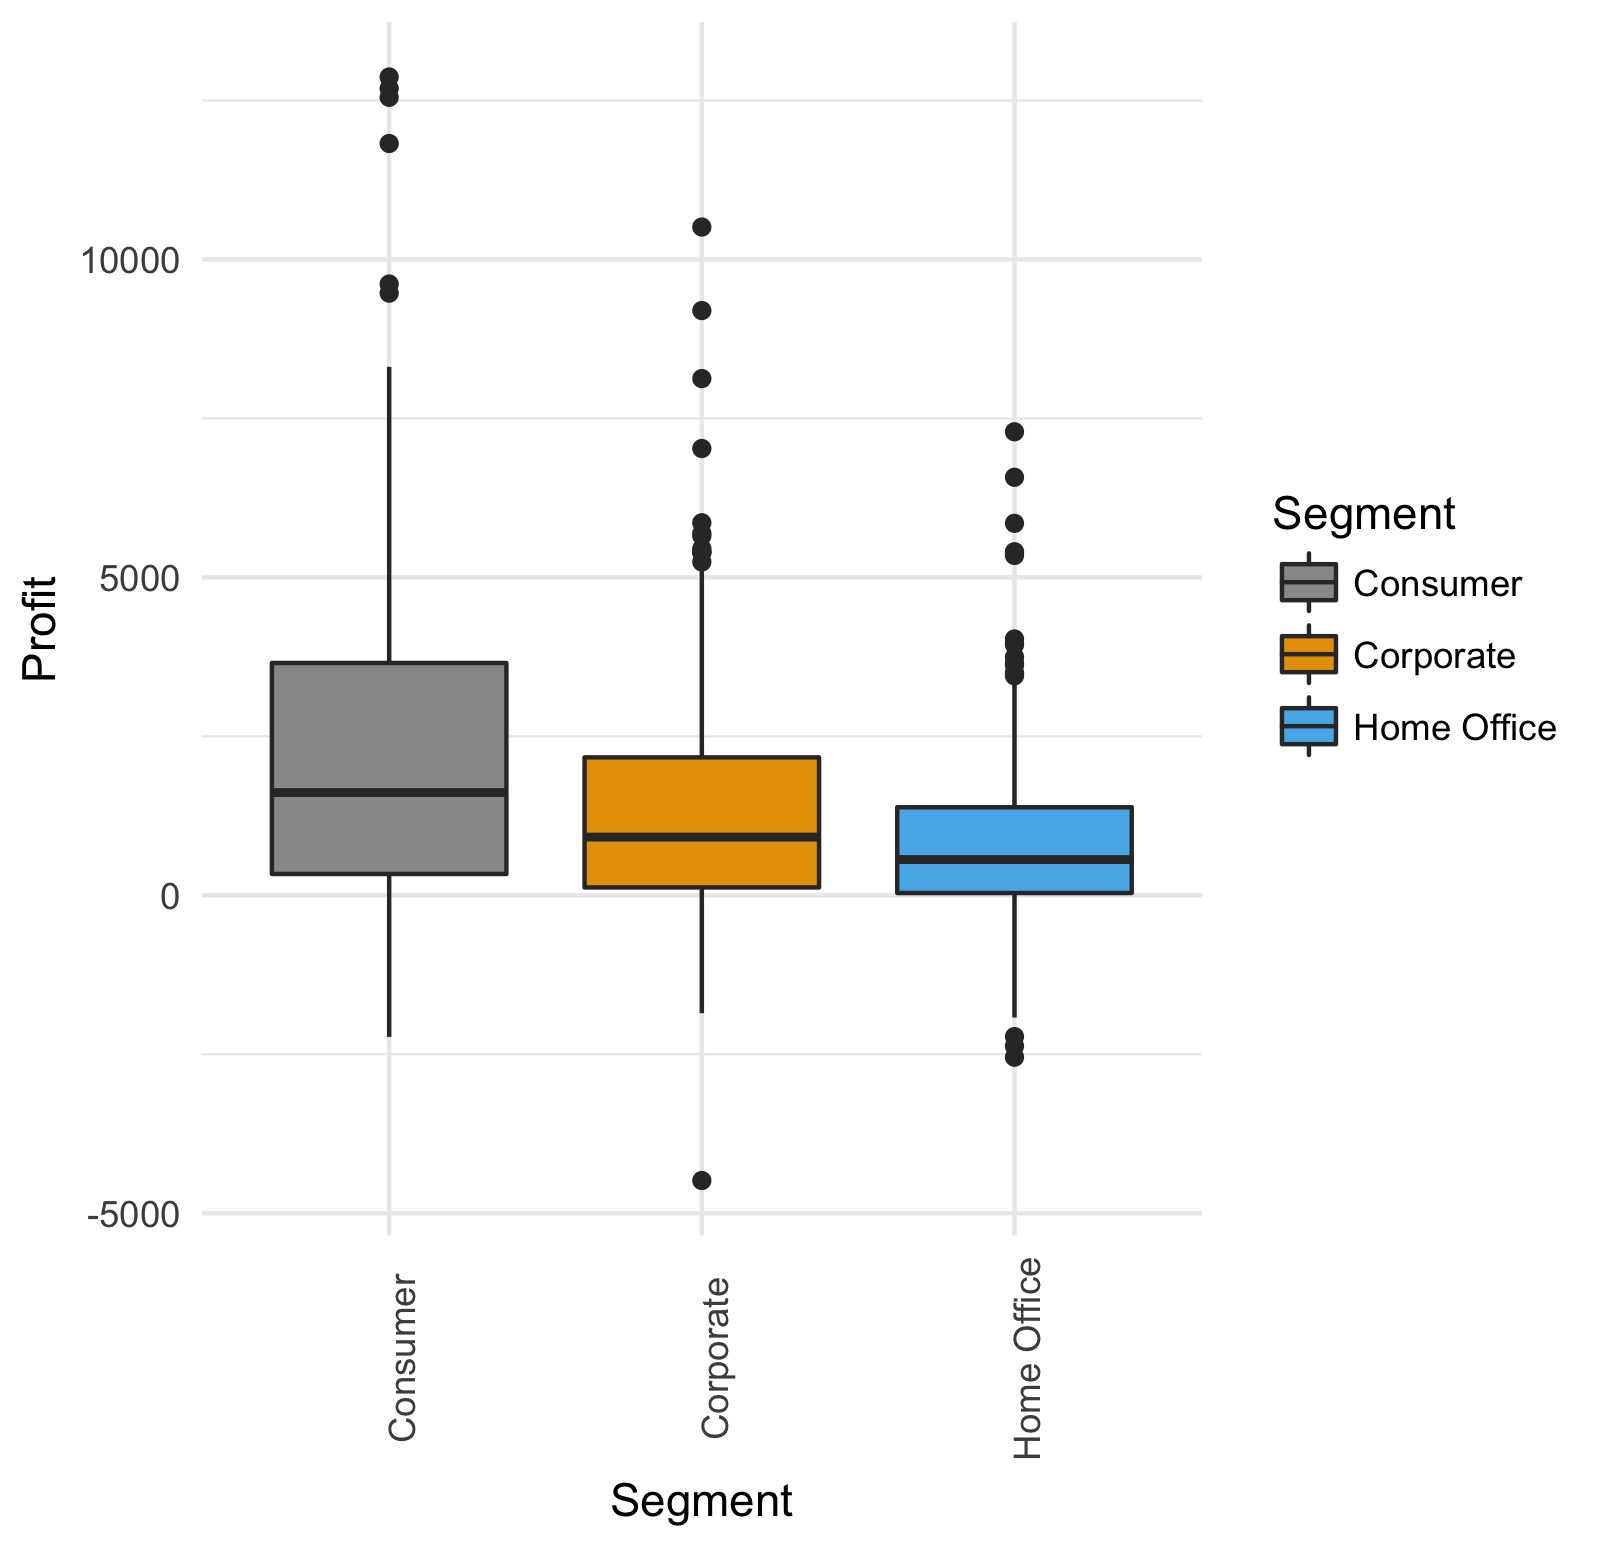 10000
5000
0
-5000
Profit
Consumer
Corporate
Home Office
Segment
Segment
Consumer
Corporate
Home Office